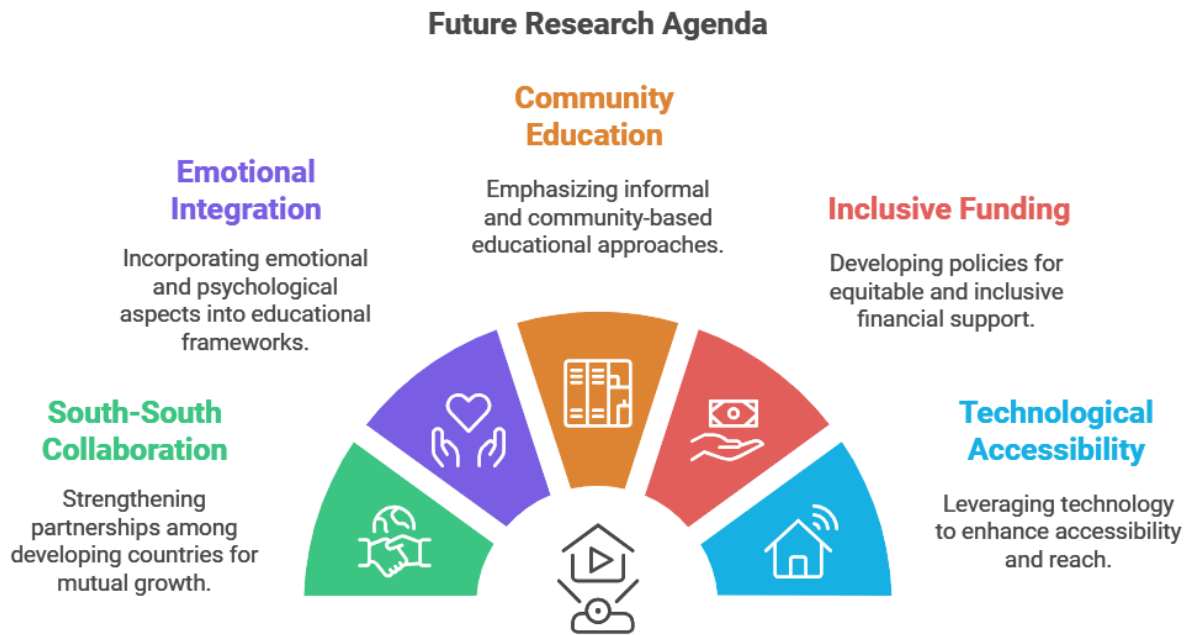 Future Research Agenda
South-South
Collaboration
Strengthening
partnerships among
developing countries for
mutual growth.
Emotional
Integration
Incorporating emotional
and psychological
aspects into educational
frameworks.
Community
Education
Emphasizing informal
and community-based
educational approaches.
Inclusive Funding
Developing policies for
equitable and inclusive
financial support.
Technological
Accessibility
Leveraging technology
to enhance accessibility
and reach.